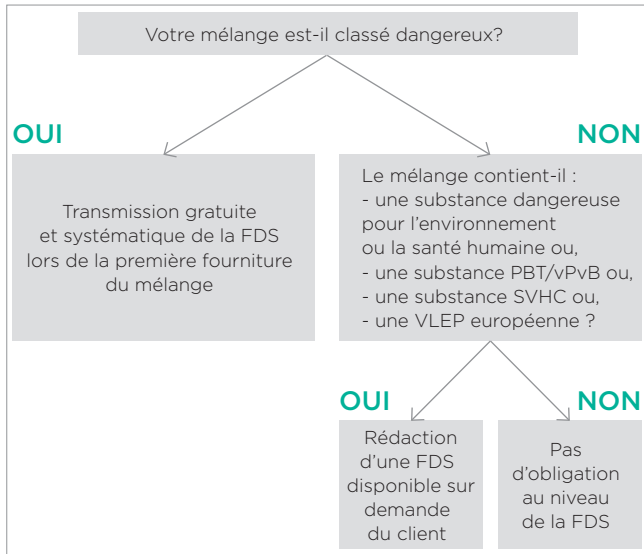 Votre mélange est-il classé dangereux?
OUI
NON
Transmission gratuite
et systématique de la FDS
lors de la première fourniture
du mélange
Le mélange contient-il :
- une substance dangereuse
pour l'environnement
ou la santé humaine ou,
- une substance PBT/vPvB ou,
- une substance SVHC ou,
- une VLEP européenne ?
OUI
NON
Rédaction
d'une FDS
disponible sur
demande
du client
Pas
d'obligation
au niveau
de la FDS